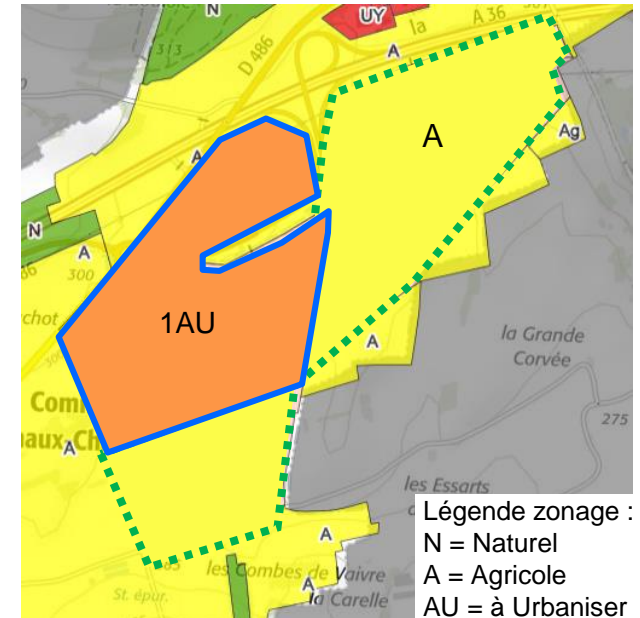 N
UY
la
A 36
D 486
A
313
A
Ag
A
N
A
300
1AU
A
la Grande
Corvée
275
A
les Essarts
A
les Combes de Vaivre
A
la Carelle
St. épur.
Légende zonage :
N = Naturel
A = Agricole
AU = à Urbaniser